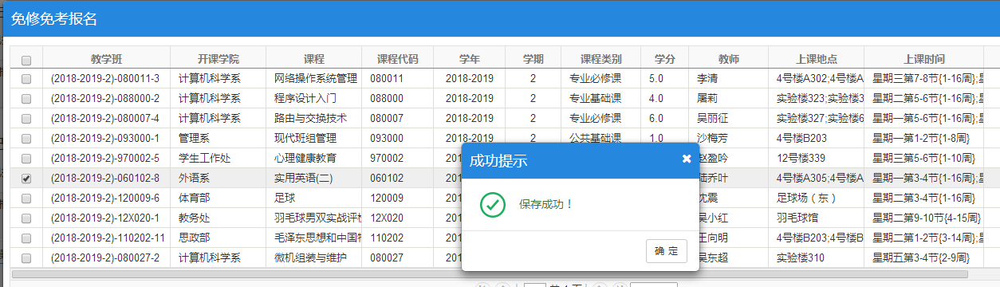 免修免考报名
教学班 开课学院 课程 课程代码 学年 学期 课程类别 学分 教师 上课地点 上课时间
(2018-2019-2)-080011-3 计算机科学系 网络操作系统管理 080011 2018-2019 2 专业必修课 5.0 李清 4号楼A302;4号楼A 星期三第7-8节{1-16周};星
(2018-2019-2)-088000-2 计算机科学系 程序设计入门 088000 2018-2019 2 专业基础课 4.0 屠莉 实验楼323;实验楼3 星期二第5-6节{1-16周};星
(2018-2019-2)-080007-4 计算机科学系 路由与交换技术 080007 2018-2019 2 专业必修课 6.0 吴丽征 实验楼327;实验楼6 星期一第5-6节{1-16周};星
(2018-2019-2)-093000-1 管理系 现代班组管理 093000 2018-2019 2 公共基础课 1.0 沙梅芳 4号楼B203 星期一第1-2节{1-8周}
(2018-2019-2)-970002-5 学生工作处 心理健康教育 970002 201 赵盈吟 12号楼339 星期三第5-6节{1-10周}
(2018-2019-2)-060102-8 外语系 实用英语(二) 060102 201 陆乔叶 4号楼A305;4号楼A 星期一第3-4节{1-16周};星
(2018-2019-2)-120009-6 体育部 足球 120009 201 沈震 足球场（东） 星期二第3-4节{1-16周}
(2018-2019-2)-12X020-1 教务处 羽毛球男双实战评析 12X020 201 吴小红 羽毛球馆 星期二第9-10节{4-15周}
(2018-2019-2)-110202-11 思政部 毛泽东思想和中国特 110202 201 王向明 4号楼B203;4号楼B 星期二第1-2节{3-14周};星
(2018-2019-2)-080027-2 计算机科学系 微机组装与维护 080027 201 吴东超 实验楼310 星期五第3-4节{2-9周}
成功提示
保存成功！
确 定